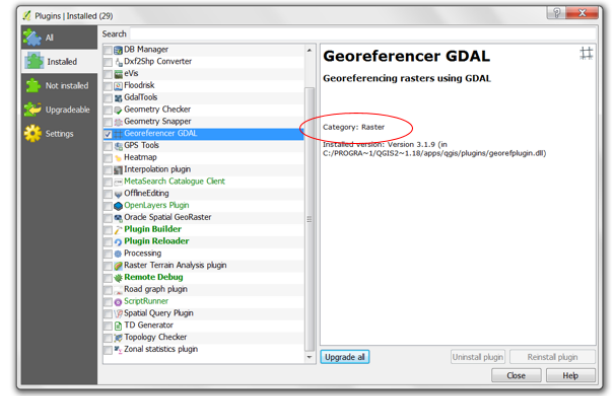 Plugins | Installed (29)
All
Installed
Not installed
Upgradeable
Settings
Search
DB Manager
Dxf2Shp Converter
eVis
Floodrisk
GdalTools
Geometry Checker
Geometry Snapper
Georeferencer GDAL
GPS Tools
Heatmap
Interpolation plugin
MetaSearch Catalogue Client
OfflineEditing
OpenLayers Plugin
Oracle Spatial GeoRaster
Plugin Builder
Plugin Reloader
Processing
Raster Terrain Analysis plugin
Remote Debug
Road graph plugin
ScriptRunner
Spatial Query Plugin
TD Generator
Topology Checker
Zonal statistics plugin
Georeferencer GDAL
Georeferencing rasters using GDAL
Category: Raster
Installed version: Version 3.1.9 (in
C:/PROGRA~1/QGIS2~1.18/apps/qgis/plugins/georefplugin.dll)
Upgrade all
Uninstall plugin
Reinstall plugin
Close
Help